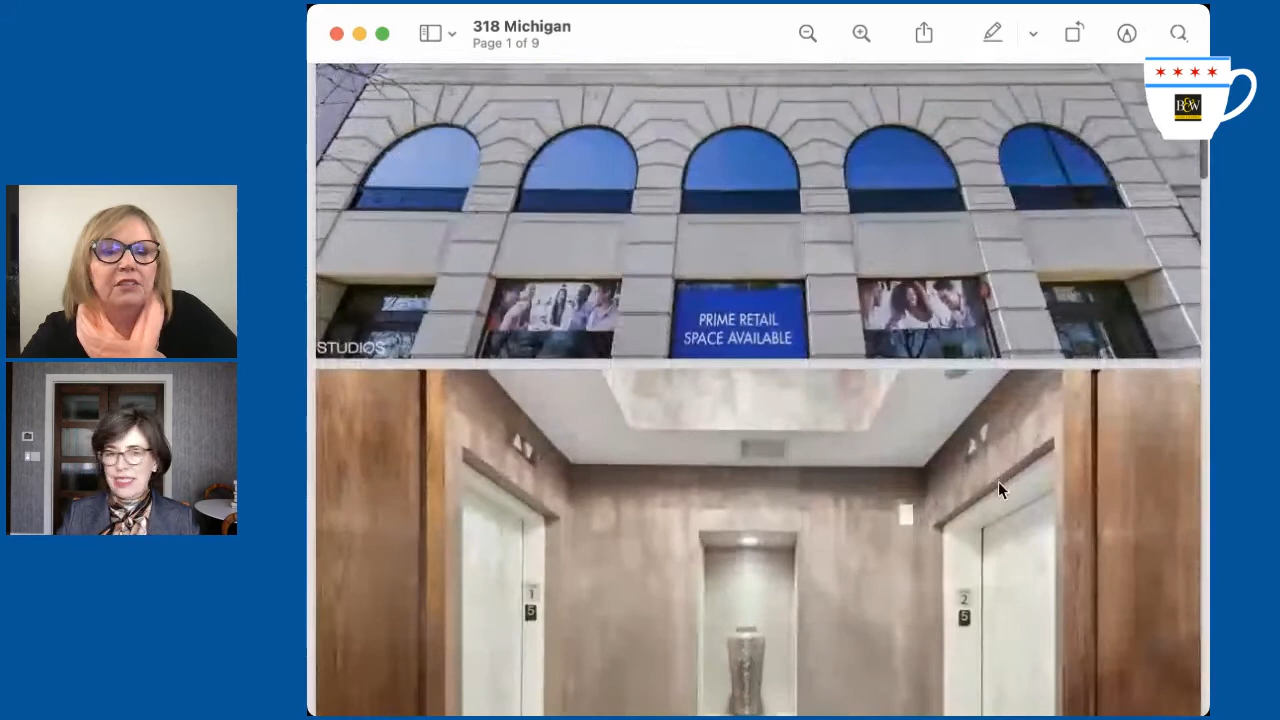 318 Michigan
Page 1 of 9
B&W
PRIME RETAIL
SPACE AVAILABLE
STUDIOS
1
5
2
5